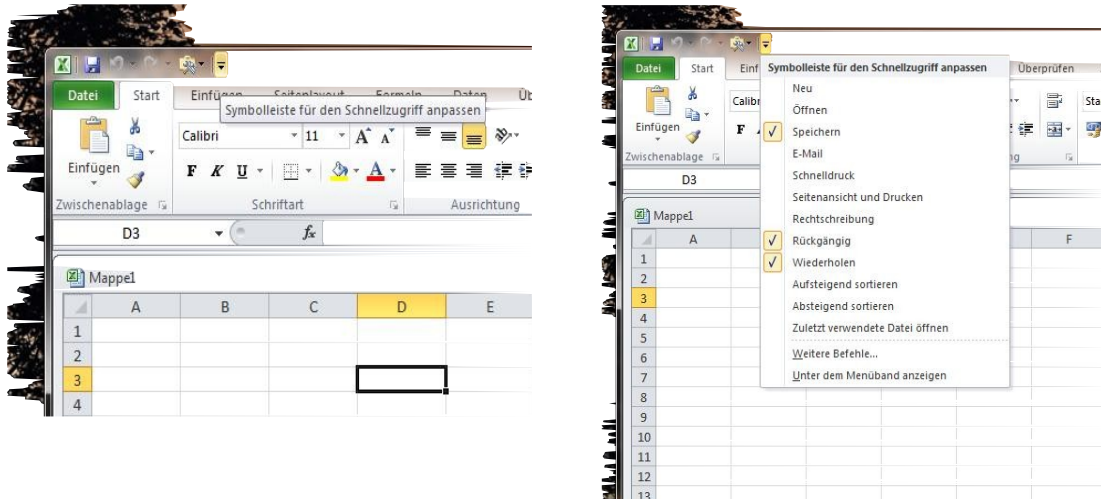 Datei Start Einfügen Seitenlayout Formeln Daten
Symbolleiste für den Schnellzugriff anpassen
Calibri 11 A A
Einfügen F K U A
Zwischenablage Schriftart Ausrichtung
D3 fx
Mappe1
A B C D E
1
2
3
4
Datei Start Symbolleiste für den Schnellzugriff anpassen Überprüfen
Neu
Öffnen
Einfügen F Speichern
E-Mail
Zwischenablage Schnelldruck
D3 Seitenansicht und Drucken
Mappe1 Rechtschreibung
A Rückgängig F
1 Wiederholen
2 Aufsteigend sortieren
3 Absteigend sortieren
4 Zuletzt verwendete Datei öffnen
5
6 Weitere Befehle...
7 Unter dem Menüband anzeigen
8
9
10
11
12
13